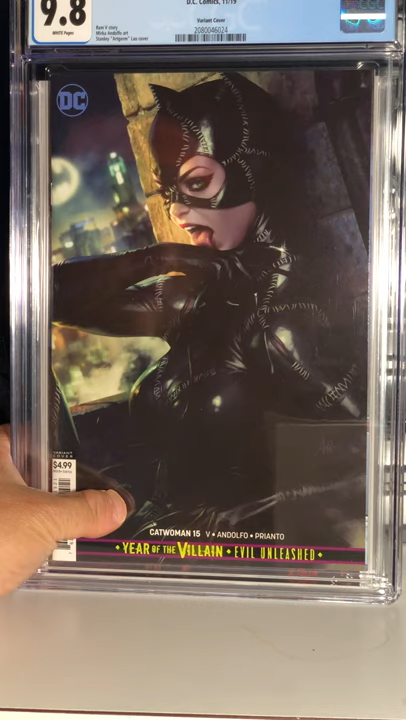 9.8
WHITE Pages
D.C. Comics, 11/19
Variant Cover
2080046024
Ram V story
Mirka Andolfo art
Stanley "Artgerm" Lau cover
DC
VARIANT
COVER
$4.99
CATWOMAN 15 V • ANDOLFO • PRIANTO
YEAR OF THE VILLAIN • EVIL UNLEASHED